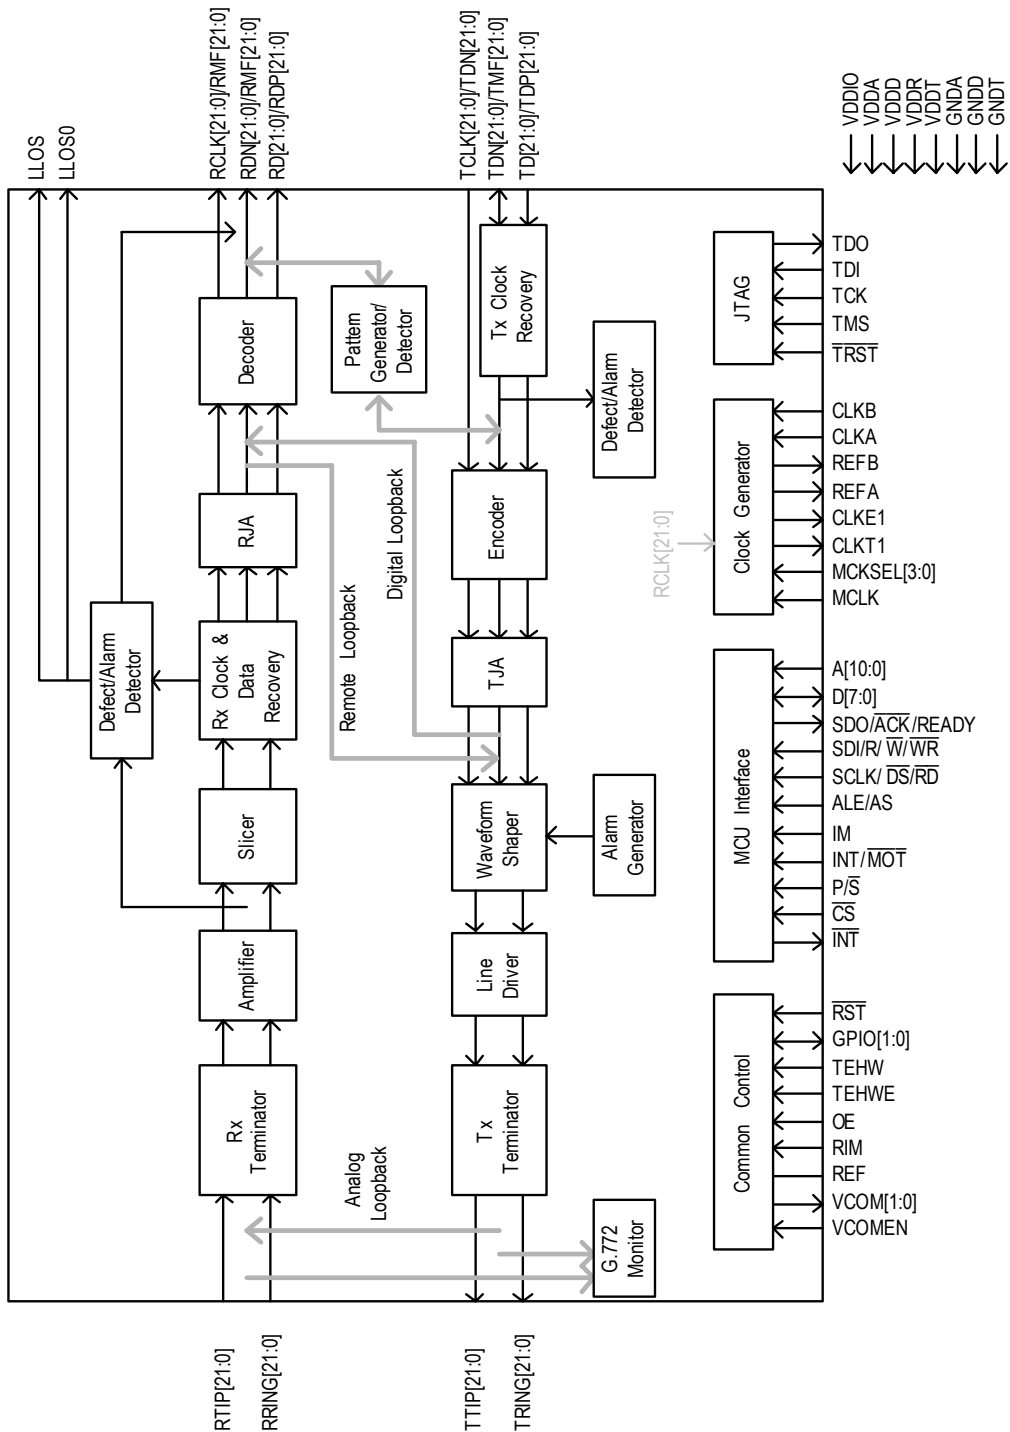 LLOS
LLOS0
RCLK[21:0]/RMF[21:0]
RDN[21:0]/RMF[21:0]
RD[21:0]/RDP[21:0]
TCLK[21:0]/TDN[21:0]
TDN[21:0]/TMF[21:0]
TD[21:0]/TDP[21:0]
VDDIO
VDDA
VDDD
VDDR
VDDT
GNDA
GNDD
GNDT
Decoder
Pattern
Generator/
Detector
Tx Clock
Recovery
Defect/Alarm
Detector
JTAG
TDO
TDI
TCK
TMS
TRST
RJA
Digital Loopback
Encoder
RCLK[21:0]
Clock Generator
CLKB
CLKA
REFB
REFA
CLKE1
CLKT1
MCKSEL[3:0]
MCLK
Defect/Alarm
Detector
Rx Clock &
Data
Recovery
Remote Loopback
TJA
Slicer
Waveform
Shaper
Alarm
Generator
MCU Interface
A[10:0]
D[7:0]
SDO/ACK/READY
SDI/R/ W/WR
SCLK/ DS/RD
ALE/AS
IM
INT/MOT
P/S
CS
INT
Amplifier
Line
Driver
Rx
Terminator
Analog
Loopback
Tx
Terminator
G.772
Monitor
Common Control
RST
GPIO[1:0]
TEHW
TEHWE
OE
RIM
REF
VCOM[1:0]
VCOMEN
RTIP[21:0]
RRING[21:0]
TTIP[21:0]
TRING[21:0]